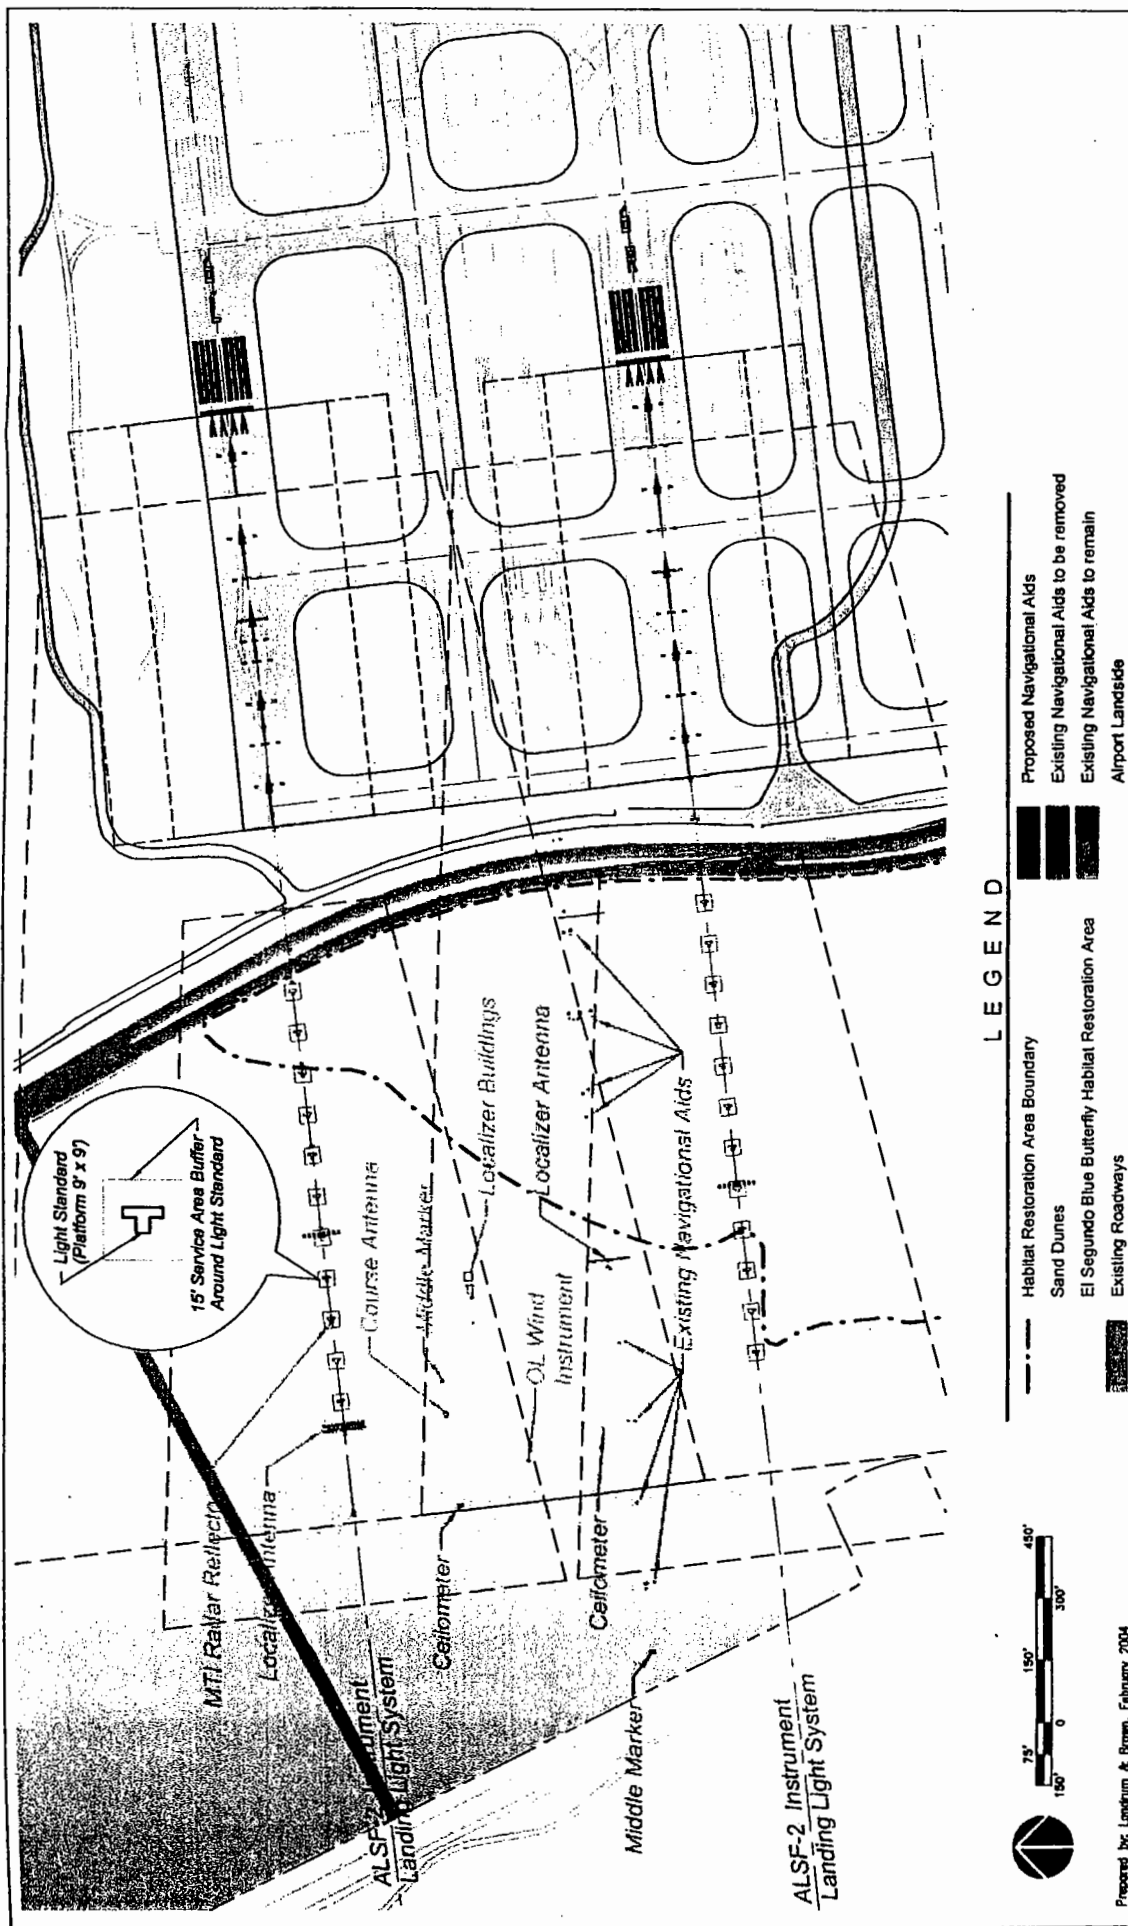 Light Standard
(Platform 9' x 9')
15' Service Area Buffer
Around Light Standard
MTI Radar Reflector
Localizer Antenna
Course Antenna
Middle Marker
Localizer Buildings
Localizer Antenna
OL Wind
Instrument
Existing Navigational Aids
Ceilometer
Ceilometer
Middle Marker
ALSF-2 Instrument
Landing Light System
ALSF-2 Instrument
Landing Light System
LEGEND
Habitat Restoration Area Boundary
Sand Dunes
El Segundo Blue Butterfly Habitat Restoration Area
Existing Roadways
Proposed Navigational Aids
Existing Navigational Aids to be removed
Existing Navigational Aids to remain
Airport Landside
150' 75' 0 150' 300' 450'
Prepared by: Landrum & Brown, February 2004